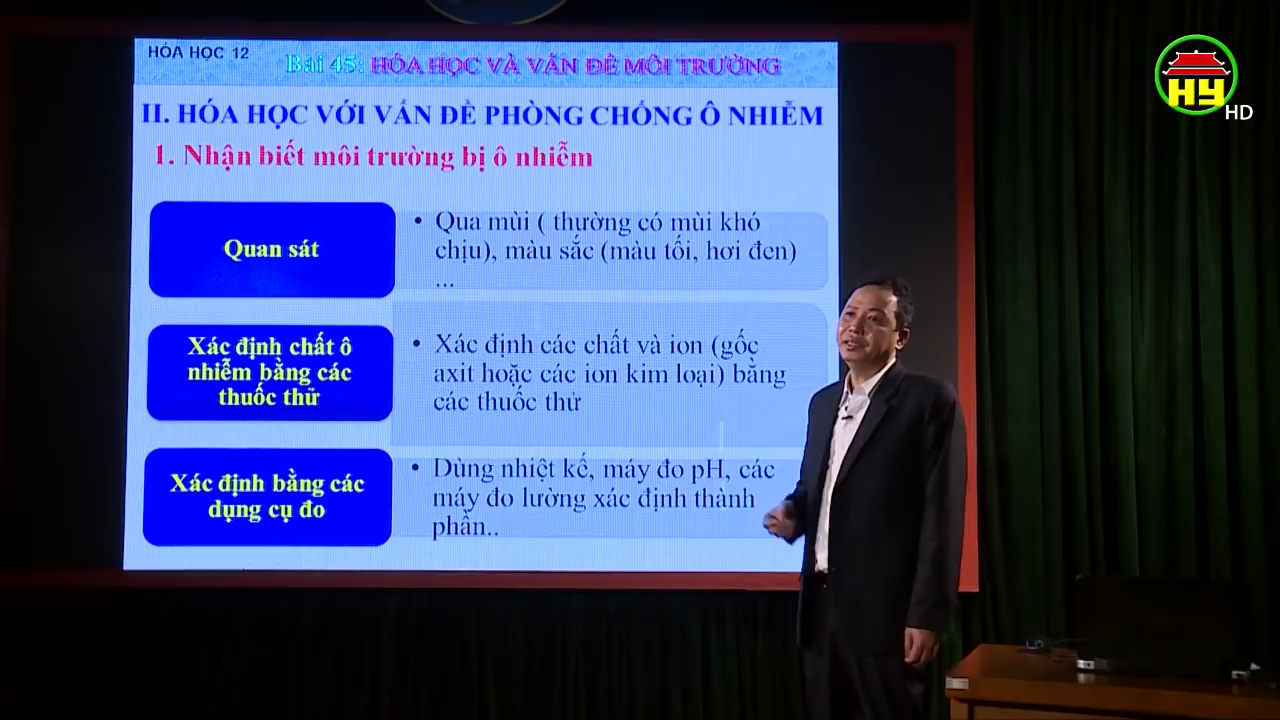 HÓA HỌC 12
Bài 45: HÓA HỌC VÀ VẤN ĐỀ MÔI TRƯỜNG
II. HÓA HỌC VỚI VẤN ĐỀ PHÒNG CHỐNG Ô NHIỄM
1. Nhận biết môi trường bị ô nhiễm
Quan sát
• Qua mùi ( thường có mùi khó
chịu), màu sắc (màu tối, hơi đen)
...
Xác định chất ô
nhiễm bằng các
thuốc thử
• Xác định các chất và ion (gốc
axit hoặc các ion kim loại) bằng
các thuốc thử
Xác định bằng các
dụng cụ đo
• Dùng nhiệt kế, máy đo pH, các
máy đo lường xác định thành
phần..
HY
HD